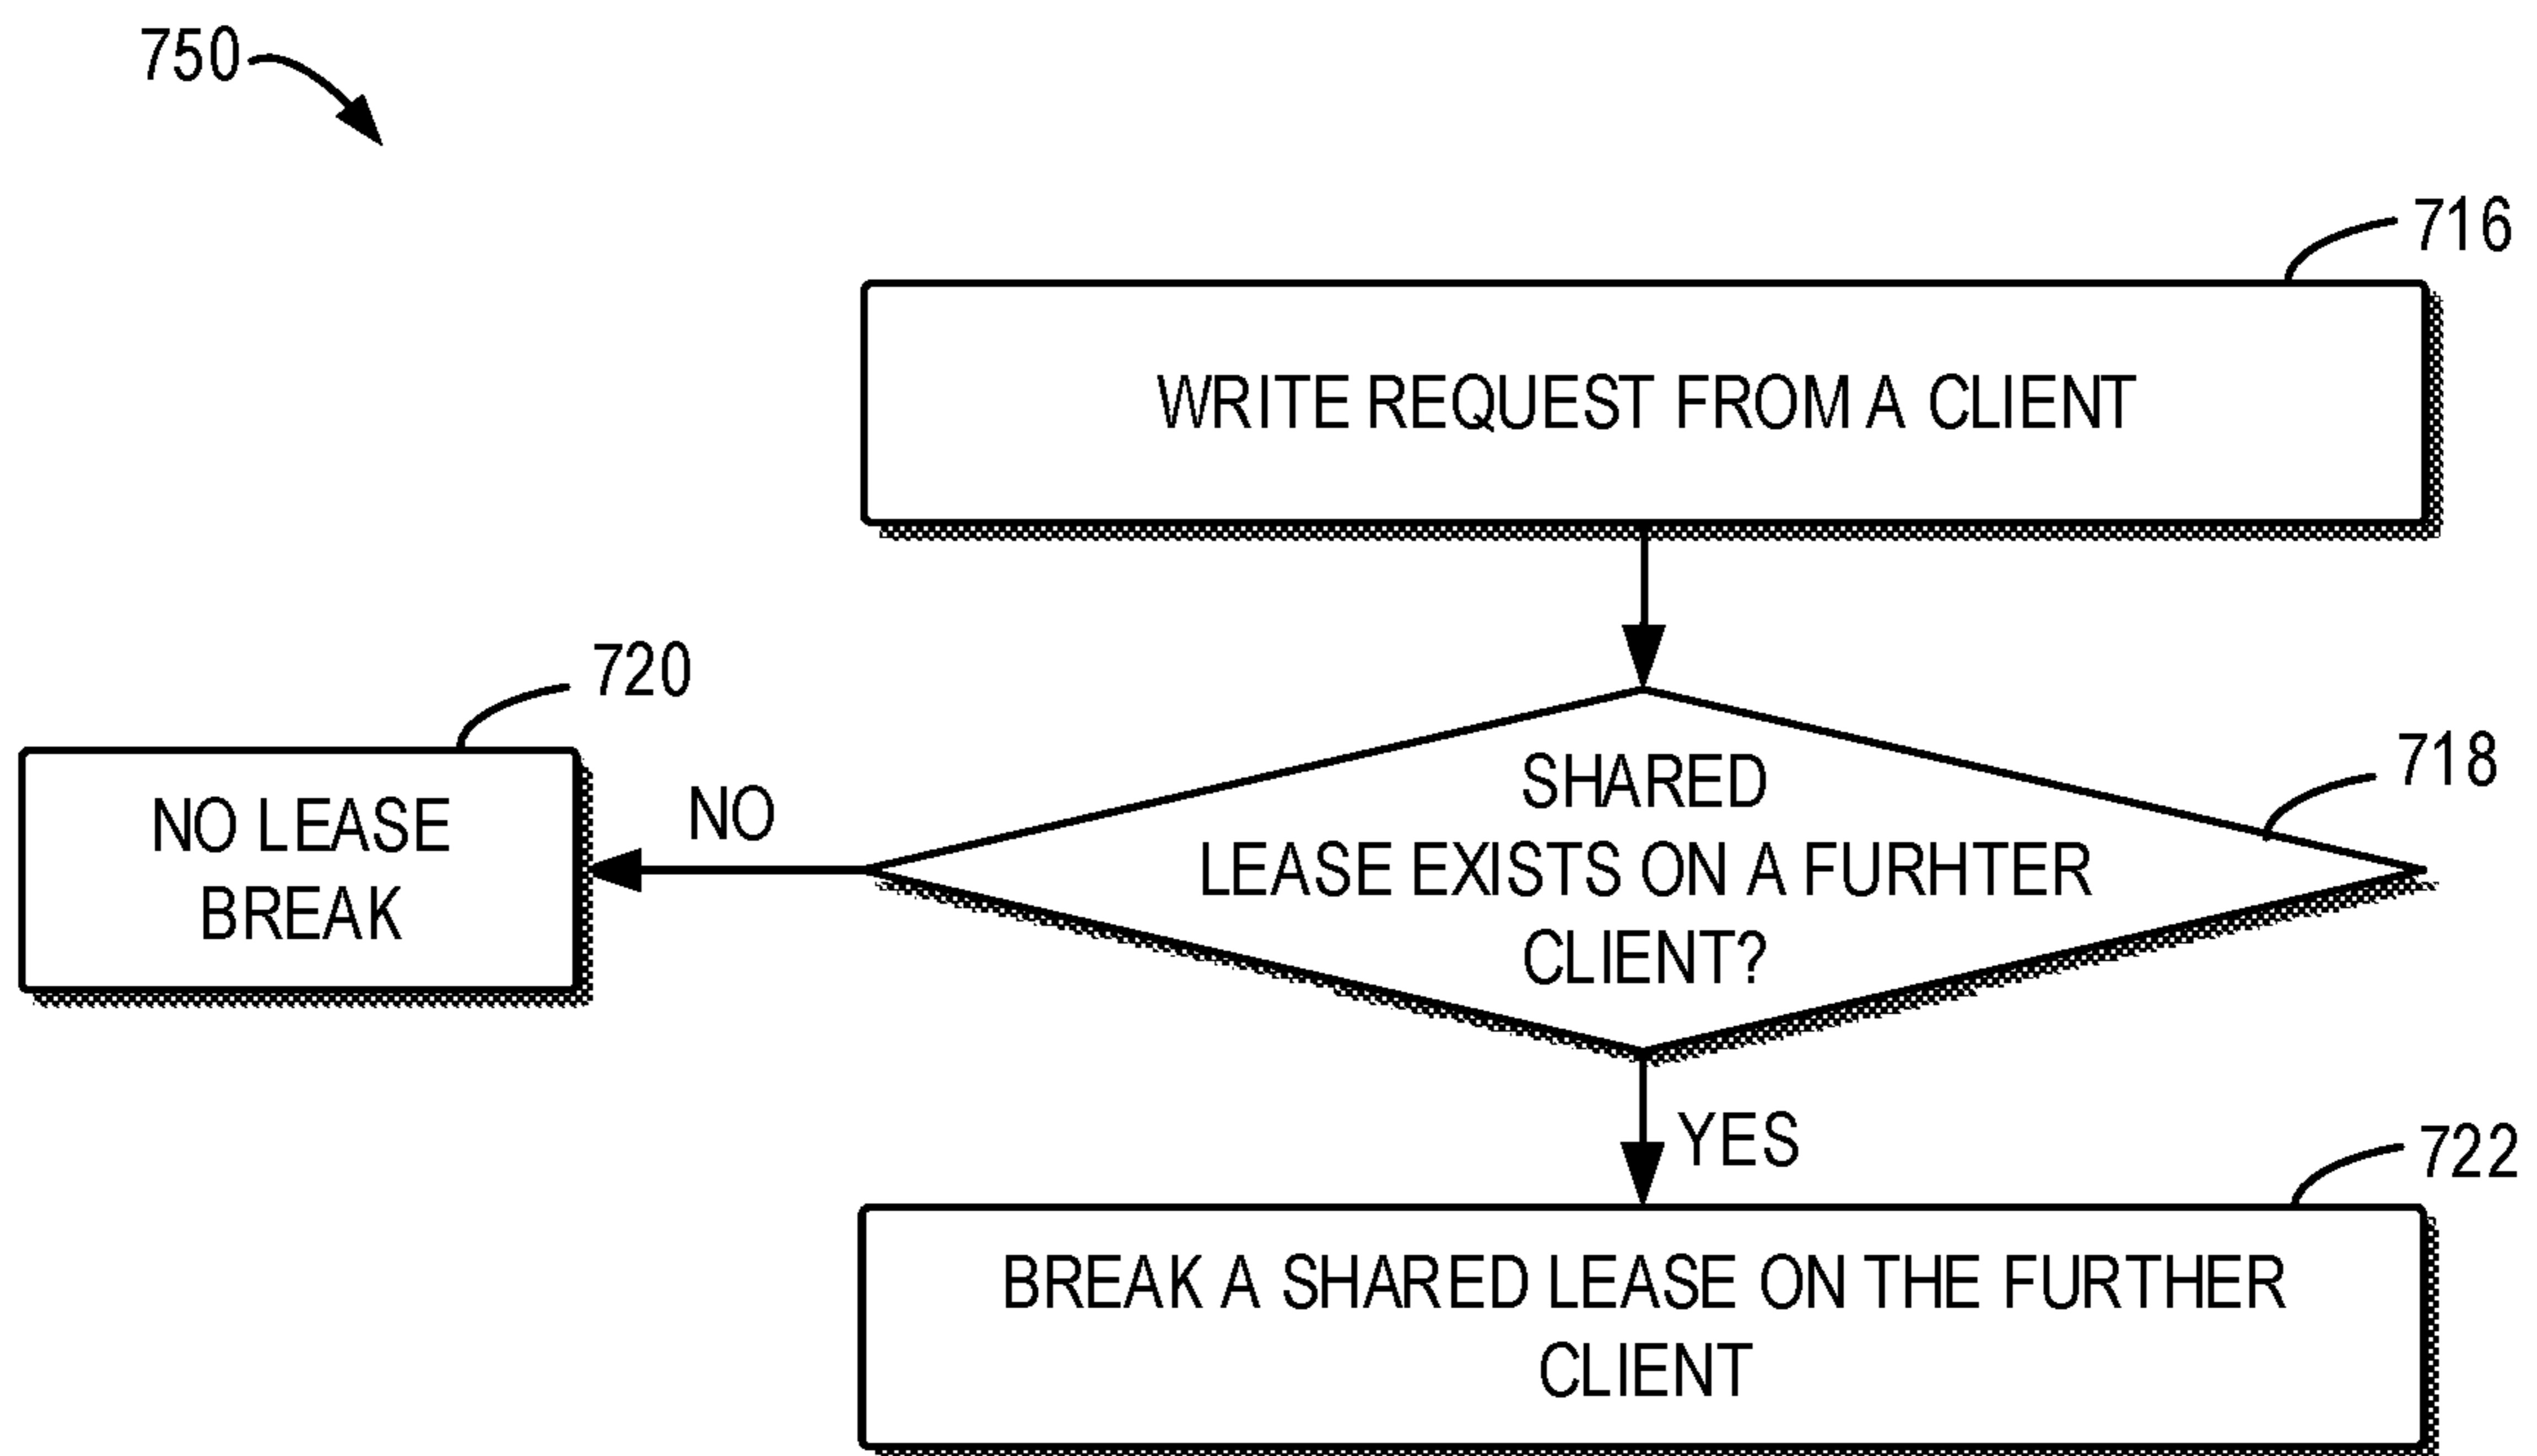 750
716
WRITE REQUEST FROM A CLIENT
720
NO LEASE
BREAK
NO
718
SHARED
LEASE EXISTS ON A FURHTER
CLIENT?
YES
722
BREAK A SHARED LEASE ON THE FURTHER
CLIENT